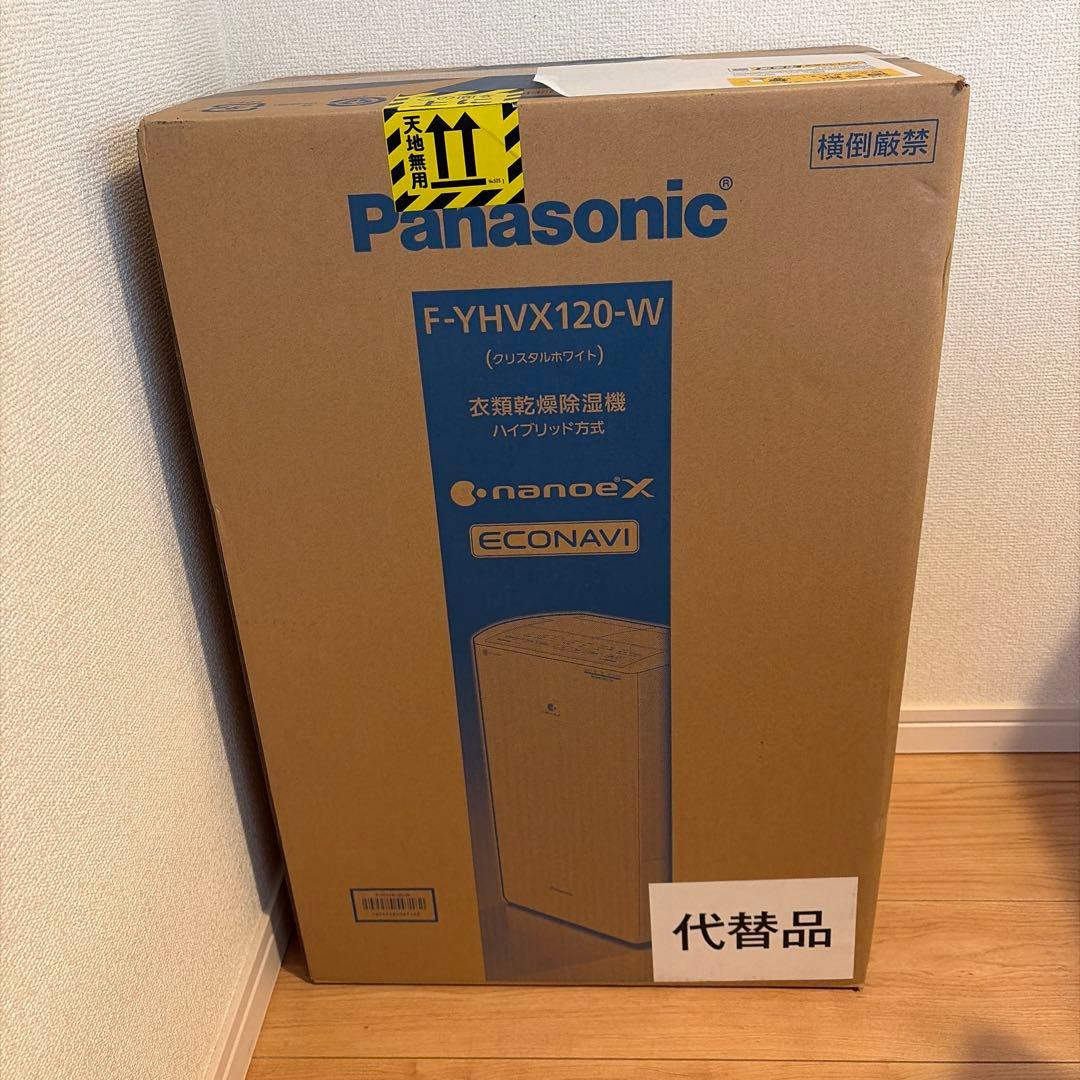 天地無用
横倒厳禁
Panasonic®
F-YHVX120-W
(クリスタルホワイト)
衣類乾燥除湿機
ハイブリッド方式
nanoe X
ECONAVI
Panasonic
代替品